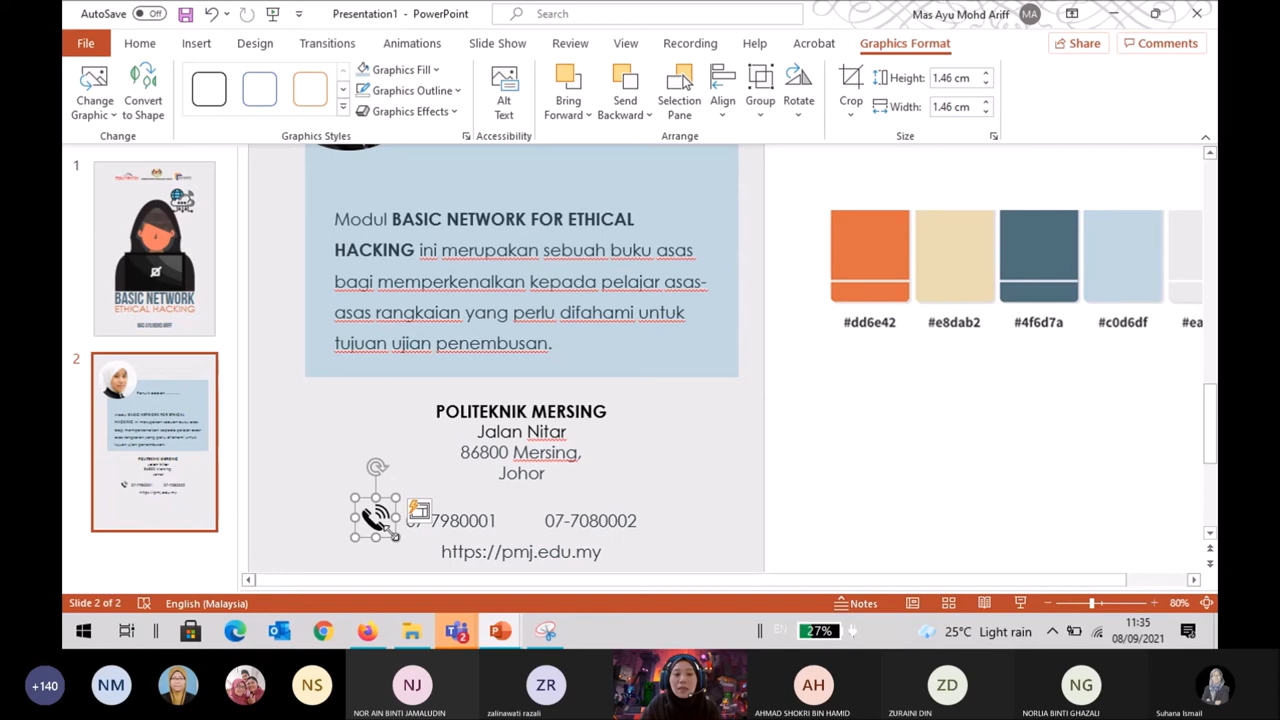 AutoSave Off
Presentation1 - PowerPoint
Search
Mas Ayu Mohd Ariff MA
File Home Insert Design Transitions Animations Slide Show Review View Recording Help Acrobat Graphics Format Share Comments
Change Graphic
Convert to Shape
Change
Graphics Fill
Graphics Outline
Graphics Effects
Graphics Styles
Alt Text
Accessibility
Bring Forward
Send Backward
Selection Pane
Align
Group
Rotate
Arrange
Crop
Height: 1.46 cm
Width: 1.46 cm
Size
1
BASIC NETWORK
ETHICAL HACKING
MAS AYU MOHD ARIFF
2
Modul BASIC NETWORK FOR ETHICAL
HACKING ini merupakan sebuah buku asas
bagi memperkenalkan kepada pelajar asas-
asas rangkaian yang perlu difahami untuk
tujuan ujian penembusan.
POLITEKNIK MERSING
Jalan Nitar
86800 Mersing,
Johor
07-7980001 07-7080002
https://pmj.edu.my
#dd6e42 #e8dab2 #4f6d7a #c0d6df #ea
Slide 2 of 2 English (Malaysia) Notes 80%
2
EN 27% 25°C Light rain 11:35
08/09/2021
+140 NM NS NJ ZR AH ZD NG
NOR AIN BINTI JAMALUDIN zalinawati razali AHMAD SHOKRI BIN HAMID ZURAINI DIN NORLIA BINTI GHAZALI Suhana Ismail